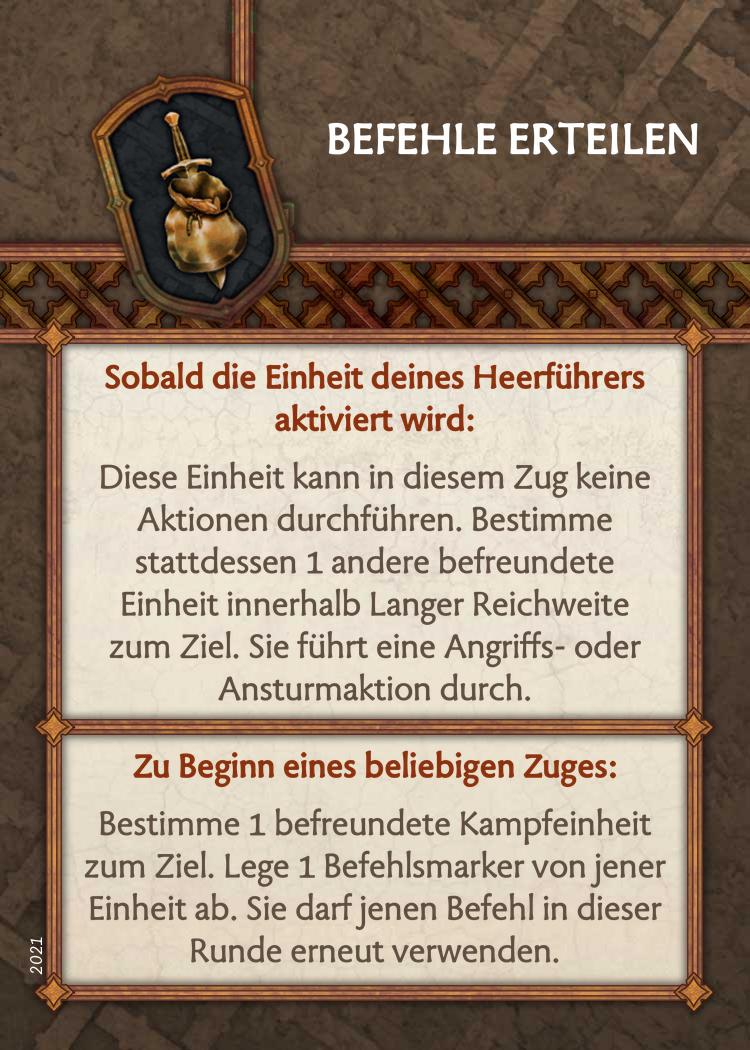 BEFEHLE ERTEILEN
Sobald die Einheit deines Heerführers
aktiviert wird:
Diese Einheit kann in diesem Zug keine
Aktionen durchführen. Bestimme
stattdessen 1 andere befreundete
Einheit innerhalb Langer Reichweite
zum Ziel. Sie führt eine Angriffs- oder
Ansturmaktion durch.
Zu Beginn eines beliebigen Zuges:
Bestimme 1 befreundete Kampfeinheit
zum Ziel. Lege 1 Befehlsmarker von jener
Einheit ab. Sie darf jenen Befehl in dieser
Runde erneut verwenden.
2021